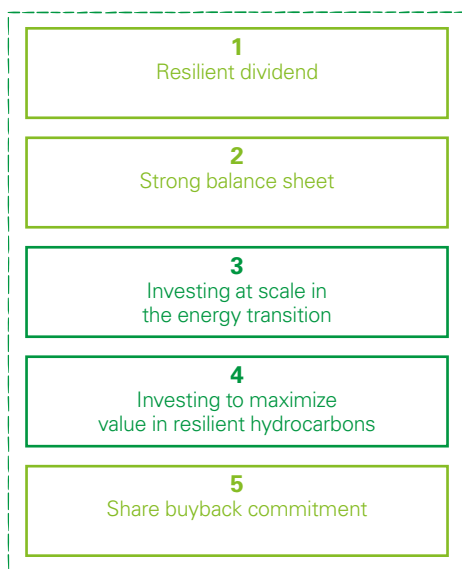 1
Resilient dividend
2
Strong balance sheet
3
Investing at scale in
the energy transition
4
Investing to maximize
value in resilient hydrocarbons
5
Share buyback commitment